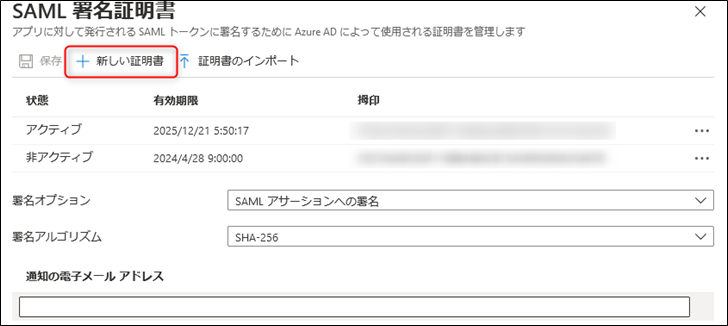 SAML 署名証明書
アプリに対して発行される SAML トークンに署名するために Azure AD によって使用される証明書を管理します
保存 新しい証明書 証明書のインポート
状態 有効期限 拇印
アクティブ 2025/12/21 5:50:17
非アクティブ 2024/4/28 9:00:00
署名オプション SAML アサーションへの署名
署名アルゴリズム SHA-256
通知の電子メール アドレス